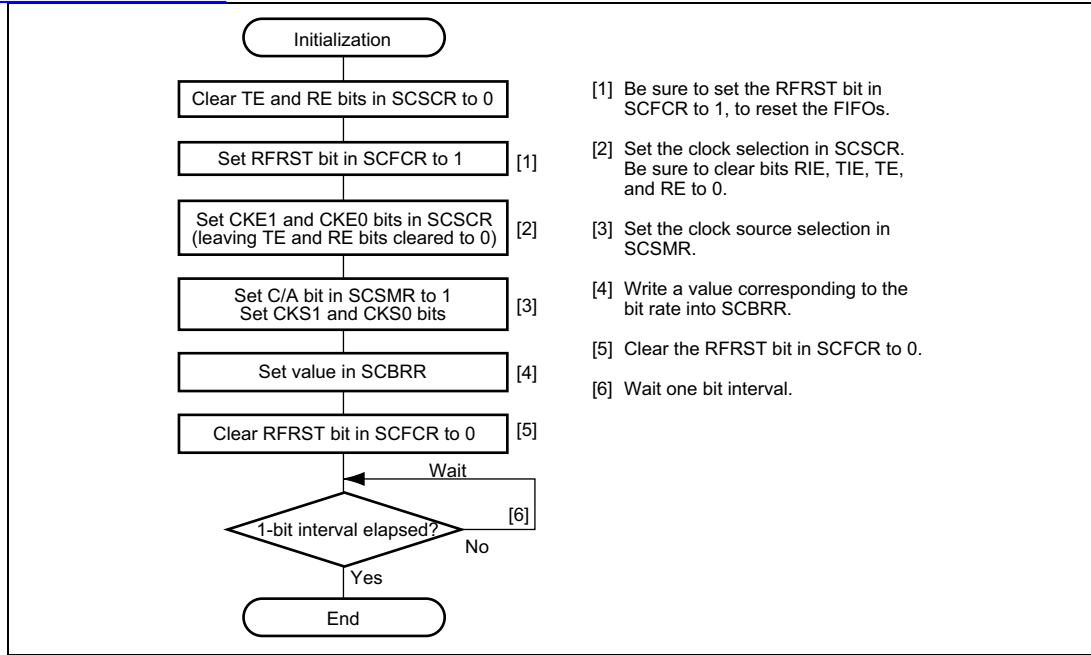 Initialization
Clear TE and RE bits in SCSCR to 0
Set RFRST bit in SCFCR to 1
[1]
Set CKE1 and CKE0 bits in SCSCR
(leaving TE and RE bits cleared to 0)
[2]
Set C/A bit in SCSMR to 1
Set CKS1 and CKS0 bits
[3]
Set value in SCBRR
[4]
Clear RFRST bit in SCFCR to 0
[5]
Wait
1-bit interval elapsed?
[6]
No
Yes
End
[1] Be sure to set the RFRST bit in
SCFCR to 1, to reset the FIFOs.
[2] Set the clock selection in SCSCR.
Be sure to clear bits RIE, TIE, TE,
and RE to 0.
[3] Set the clock source selection in
SCSMR.
[4] Write a value corresponding to the
bit rate into SCBRR.
[5] Clear the RFRST bit in SCFCR to 0.
[6] Wait one bit interval.